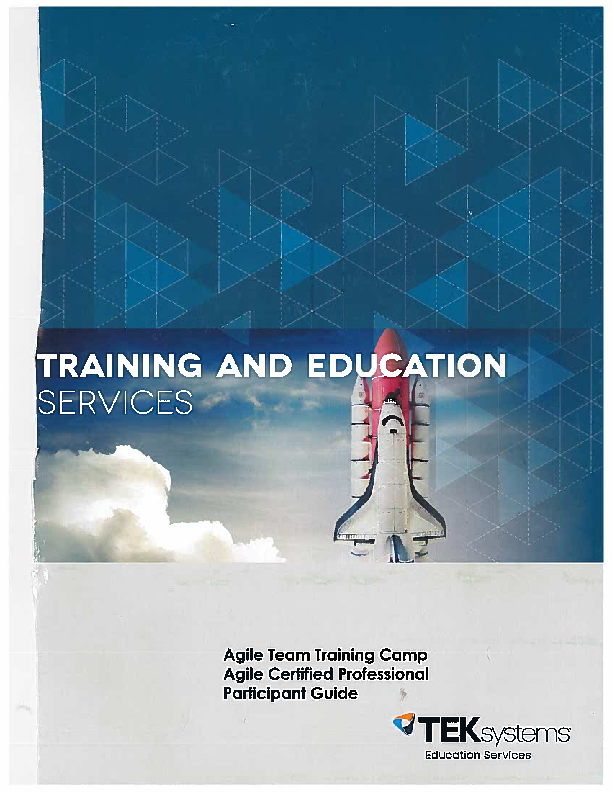 TRAINING AND EDUCATION
SERVICES
Agile Team Training Camp
Agile Certified Professional
Participant Guide
TEKsystems
Education Services